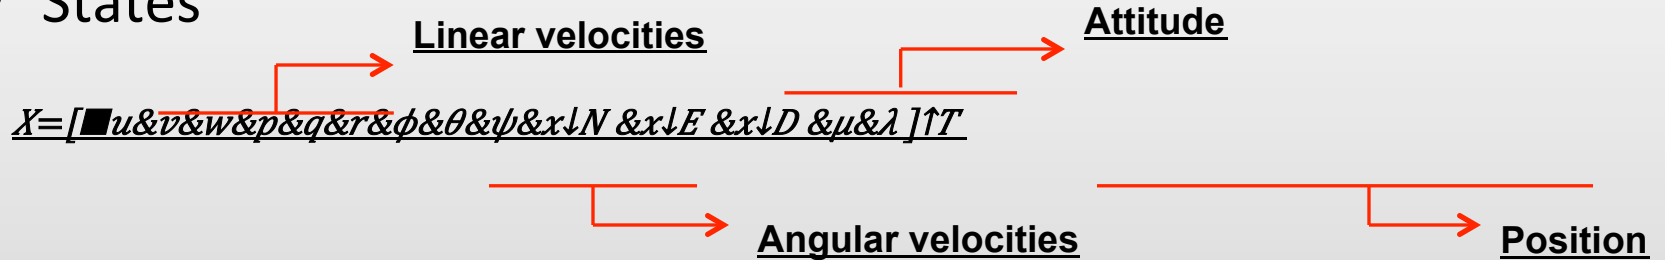 States
Linear velocities
Attitude
X=[■u&v&w&p&q&r&ϕ&θ&ψ&x↓N &x↓E &x↓D &μ&λ ]↑T
Angular velocities
Position